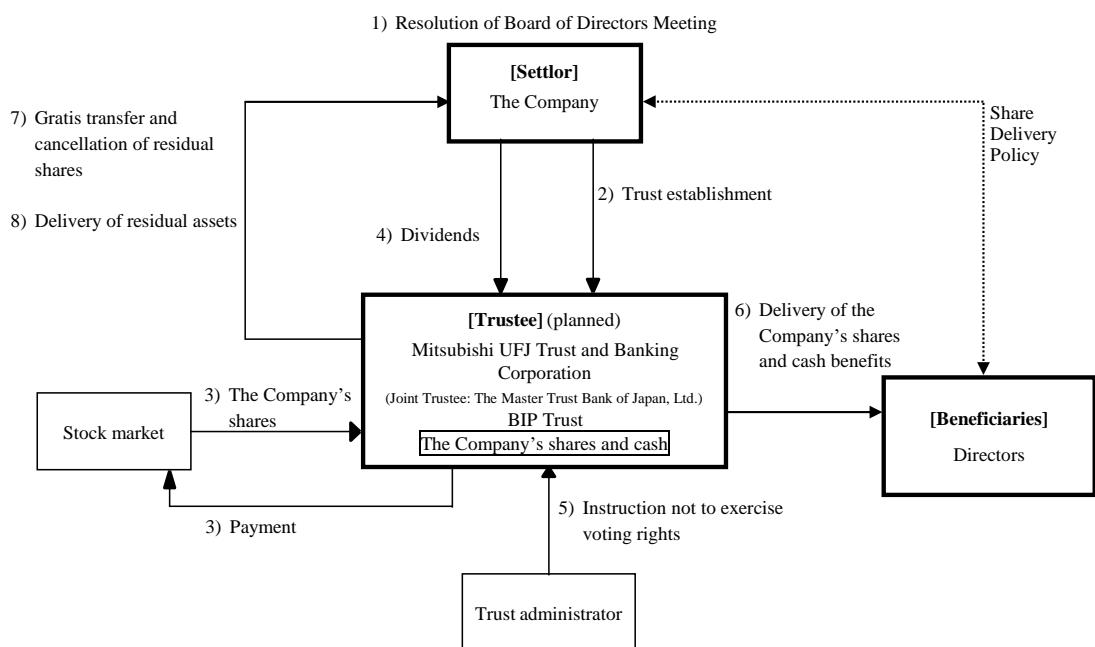 1) Resolution of Board of Directors Meeting
[Settlor]
The Company
7) Gratis transfer and
cancellation of residual
shares
Share
Delivery
Policy
2) Trust establishment
8) Delivery of residual assets
4) Dividends
[Trustee] (planned)
Mitsubishi UFJ Trust and Banking
Corporation
(Joint Trustee: The Master Trust Bank of Japan, Ltd.)
BIP Trust
The Company’s shares and cash
6) Delivery of the
Company’s shares
and cash benefits
3) The Company’s
shares
Stock market
[Beneficiaries]
Directors
3) Payment
5) Instruction not to exercise
voting rights
Trust administrator